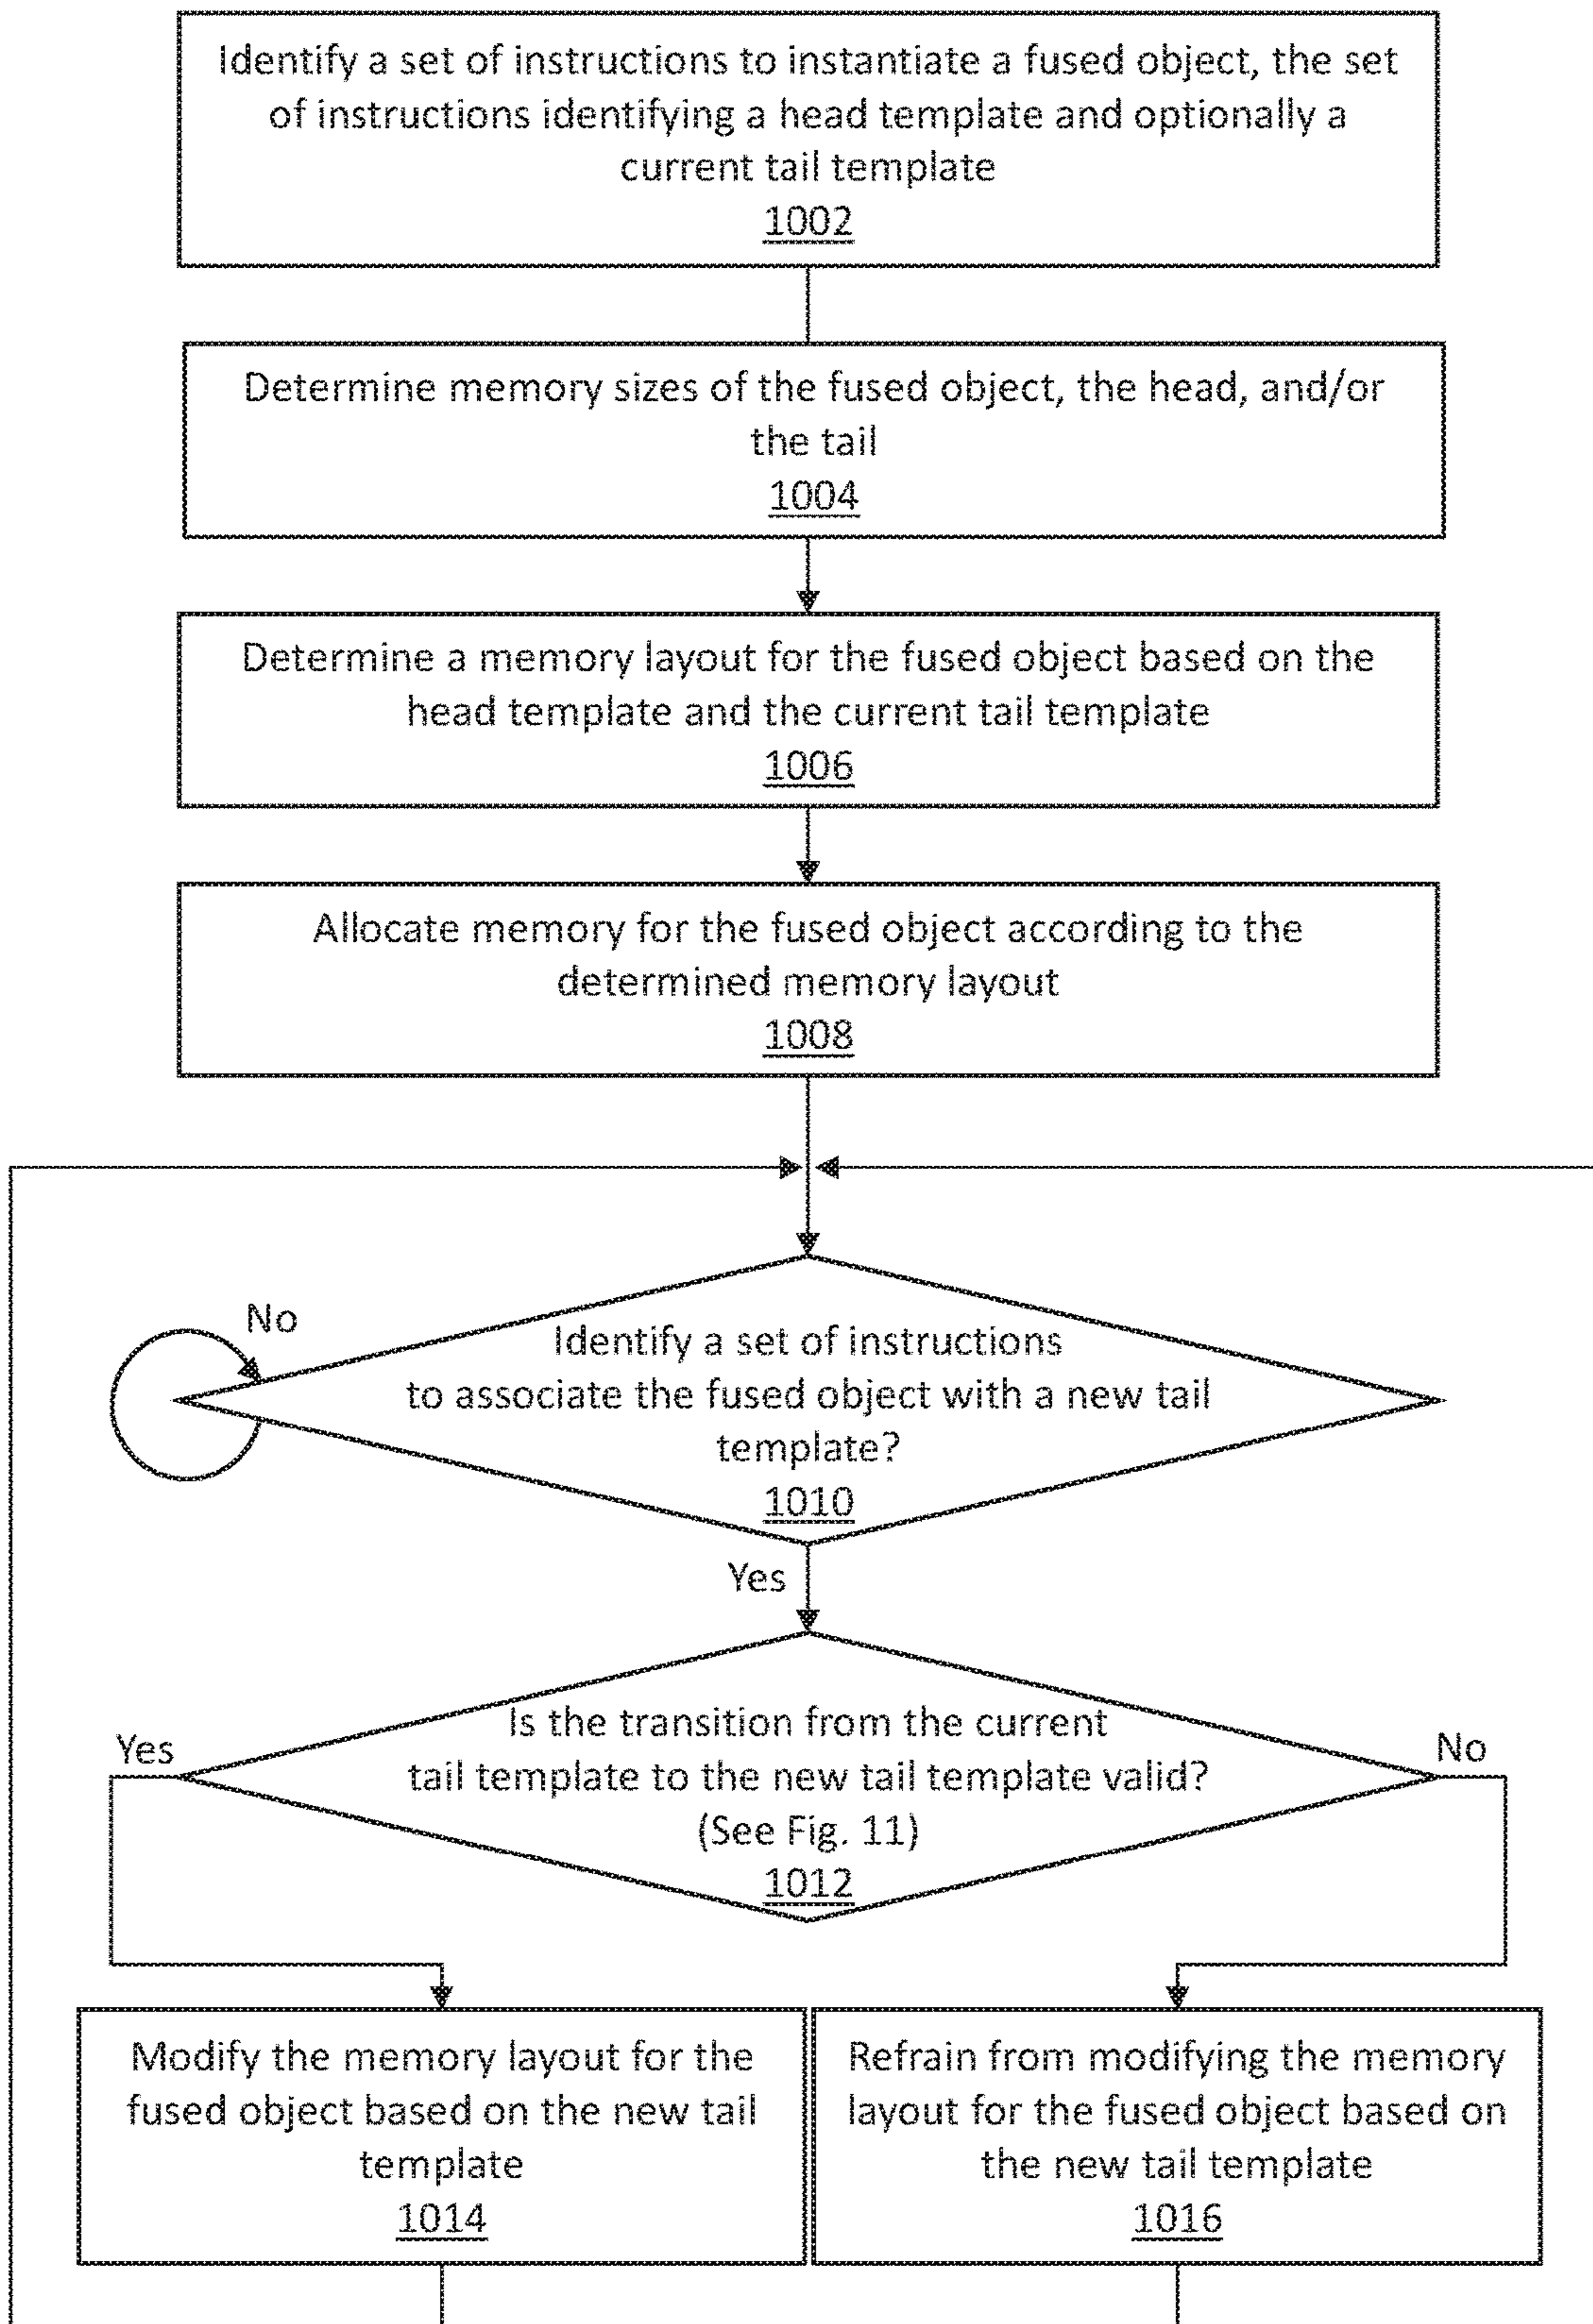 Identify a set of instructions to instantiate a fused object, the set
of instructions identifying a head template and optionally a
current tail template
1002
Determine memory sizes of the fused object, the head, and/or
the tail
1004
Determine a memory layout for the fused object based on the
head template and the current tail template
1006
Allocate memory for the fused object according to the
determined memory layout
1008
No
Identify a set of instructions
to associate the fused object with a new tail
template?
1010
Yes
Is the transition from the current
tail template to the new tail template valid?
(See Fig. 11)
1012
Yes
No
Modify the memory layout for the
fused object based on the new tail
template
1014
Refrain from modifying the memory
layout for the fused object based on
the new tail template
1016